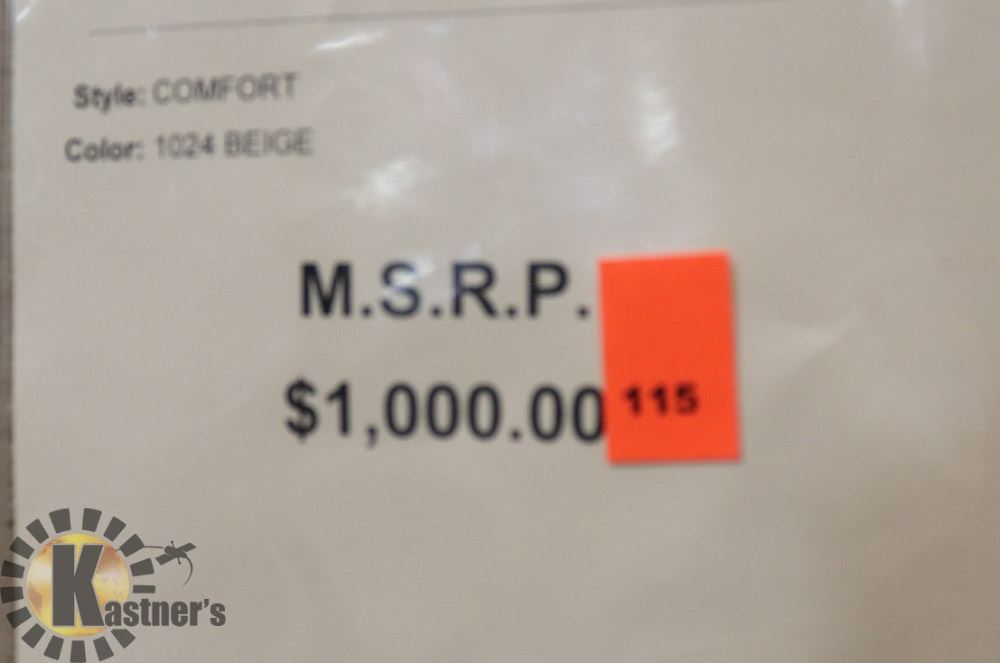 Style: COMFORT
Color: 1024 BEIGE
M.S.R.P.
$1,000.00
115
Kastner's